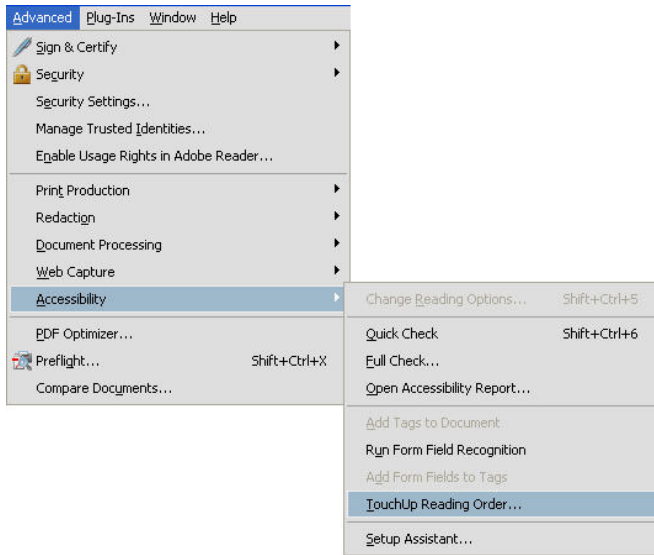 Advanced Plug-Ins Window Help
Sign & Certify
Security
Security Settings...
Manage Trusted Identities...
Enable Usage Rights in Adobe Reader...
Print Production
Redaction
Document Processing
Web Capture
Accessibility
PDF Optimizer...
Preflight... Shift+Ctrl+X
Compare Documents...
Change Reading Options... Shift+Ctrl+5
Quick Check Shift+Ctrl+6
Full Check...
Open Accessibility Report...
Add Tags to Document
Run Form Field Recognition
Add Form Fields to Tags
TouchUp Reading Order...
Setup Assistant...